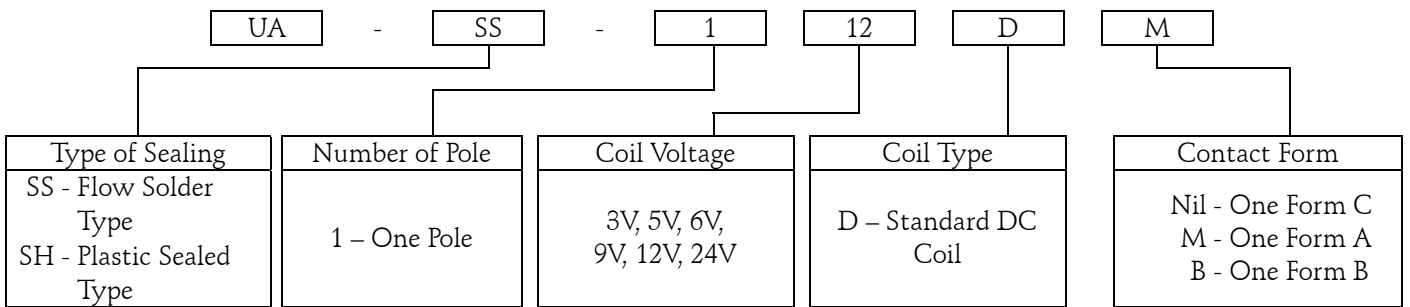 UA - SS - 1 12 D M
Type of Sealing
SS - Flow Solder
Type
SH - Plastic Sealed
Type
Number of Pole
1 – One Pole
Coil Voltage
3V, 5V, 6V,
9V, 12V, 24V
Coil Type
D – Standard DC
Coil
Contact Form
Nil - One Form C
M - One Form A
B - One Form B